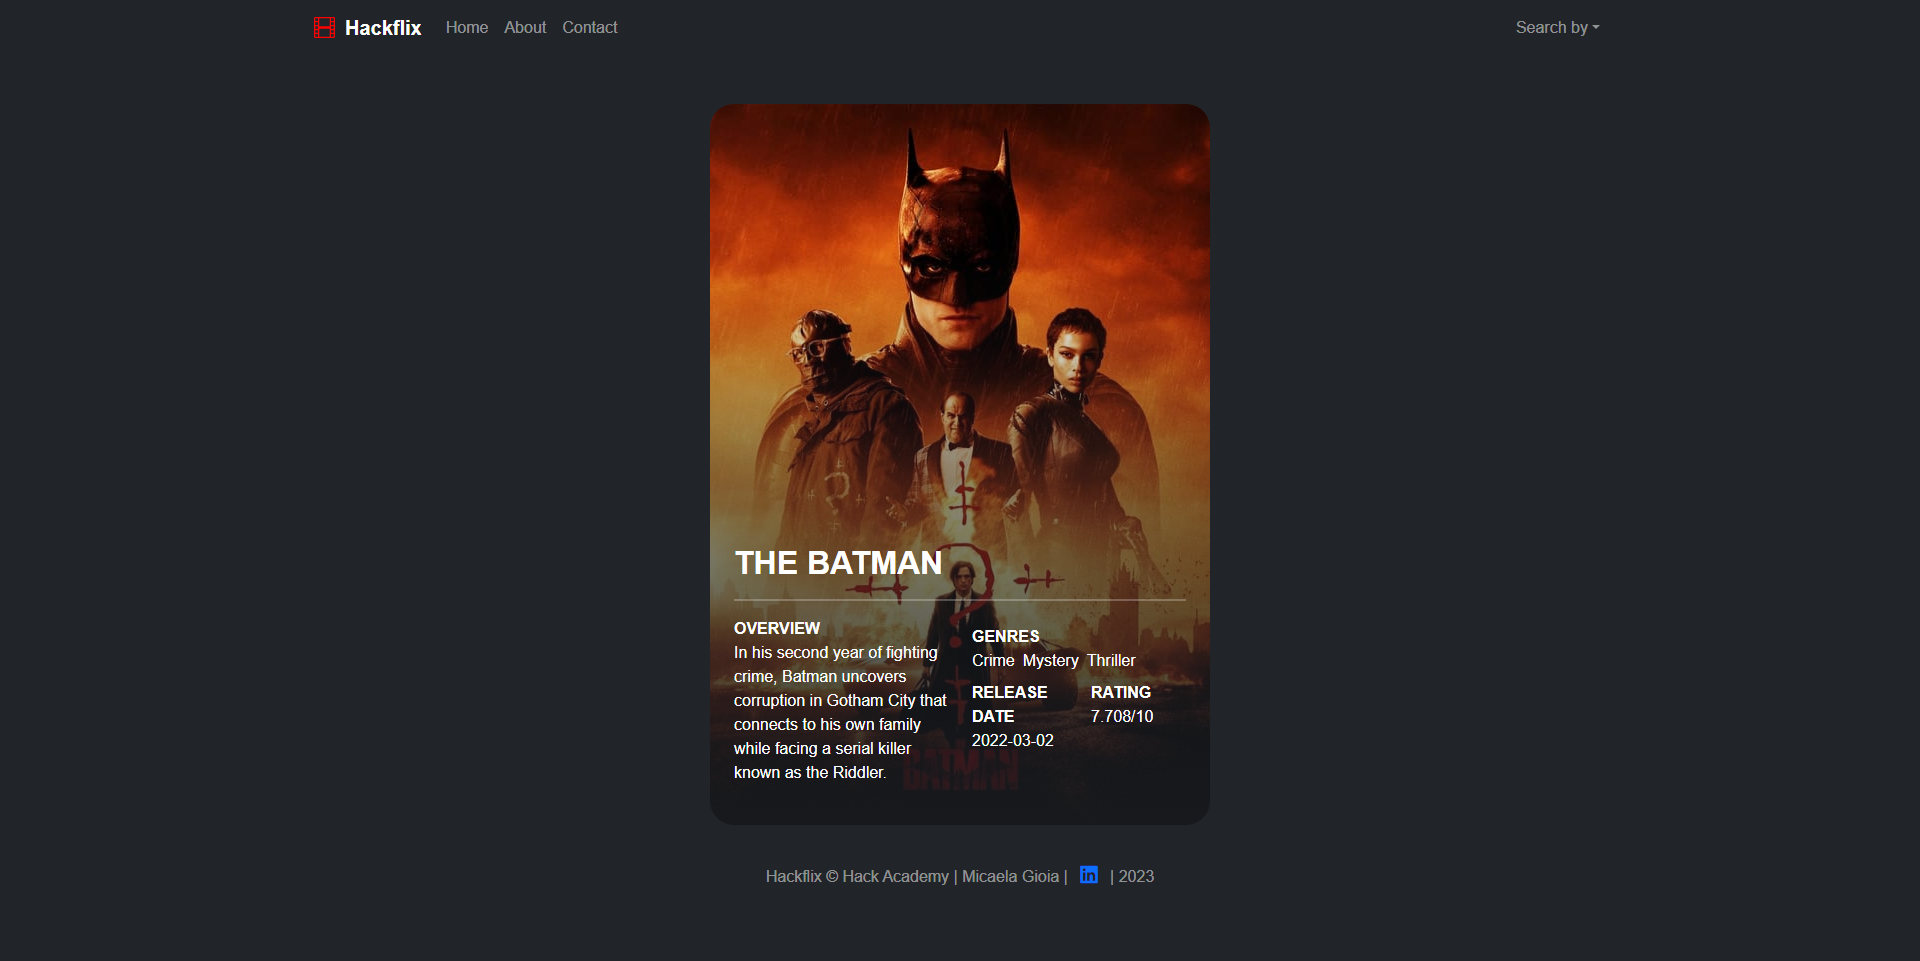 Hackflix Home About Contact Search by
THE BATMAN
OVERVIEW
In his second year of fighting
crime, Batman uncovers
corruption in Gotham City that
connects to his own family
while facing a serial killer
known as the Riddler.
GENRES
Crime Mystery Thriller
RELEASE
DATE
2022-03-02
RATING
7.708/10
BATMAN
Hackflix © Hack Academy | Micaela Gioia | in | 2023